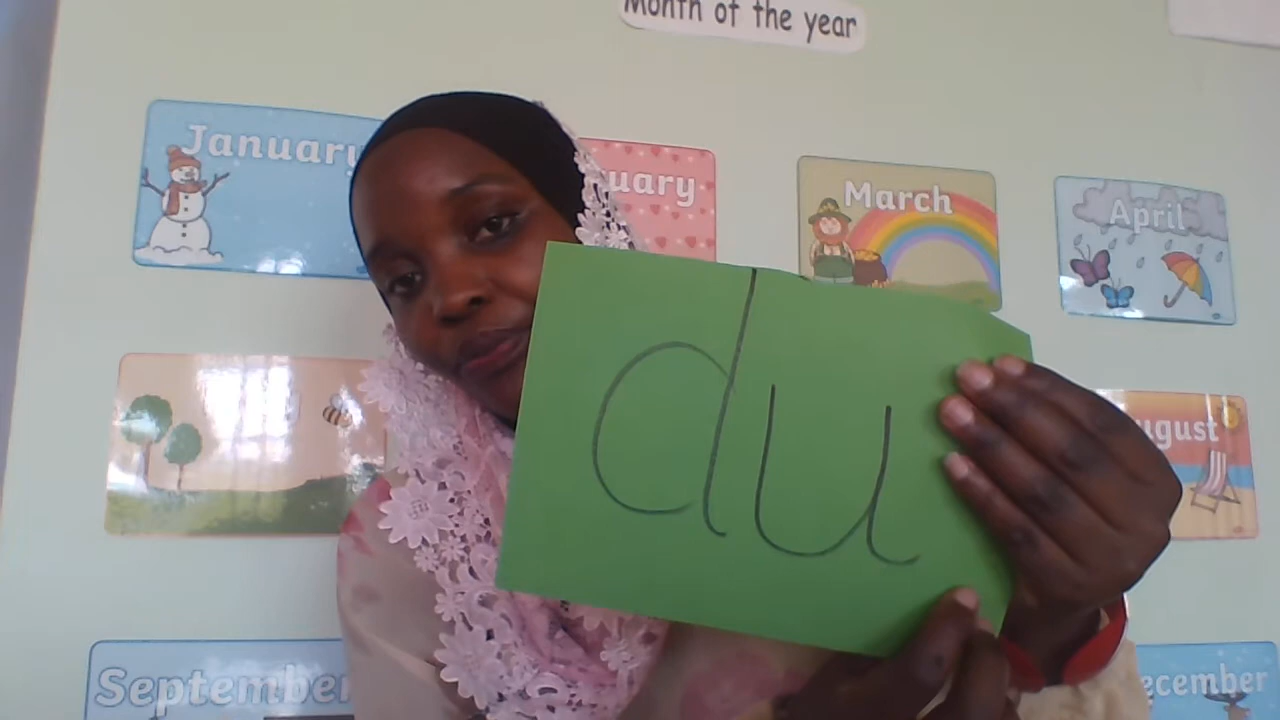 Month of the year
January
uary
March
April
du
ugust
September
ecember